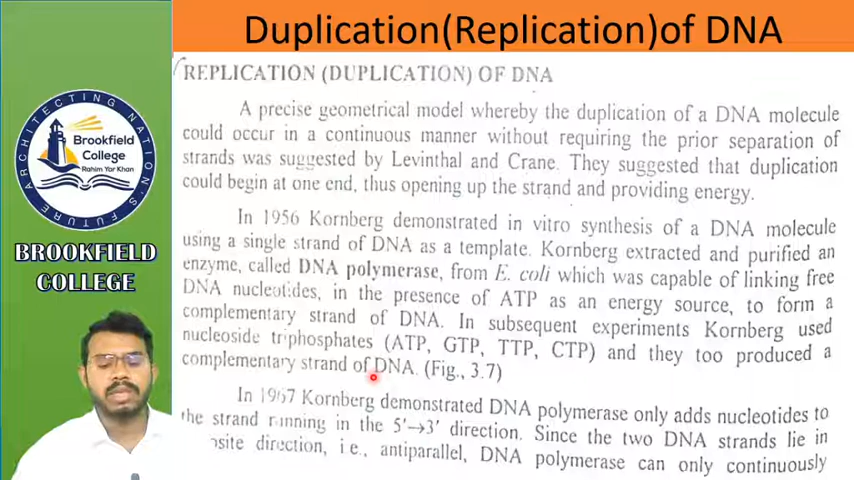 Duplication(Replication)of DNA
ARCHITECTING NATION'S FUTURE
Brookfield
College
Rahim Yar Khan
BROOKFIELD
COLLEGE
REPLICATION (DUPLICATION) OF DNA
A precise geometrical model whereby the duplication of a DNA molecule
could occur in a continuous manner without requiring the prior separation of
strands was suggested by Levinthal and Crane. They suggested that duplication
could begin at one end, thus opening up the strand and providing energy.
In 1956 Kornberg demonstrated in vitro synthesis of a DNA molecule
using a single strand of DNA as a template. Kornberg extracted and purified an
enzyme, called DNA polymerase, from E. coli which was capable of linking free
DNA nucleotides, in the presence of ATP as an energy source, to form a
complementary strand of DNA. In subsequent experiments Kornberg used
nucleoside triphosphates (ATP, GTP, TTP, CTP) and they too produced a
complementary strand of DNA. (Fig., 3.7)
In 1967 Kornberg demonstrated DNA polymerase only adds nucleotides to
the strand running in the 5′→3′ direction. Since the two DNA strands lie in
osite direction, i.e., antiparallel, DNA polymerase can only continuously